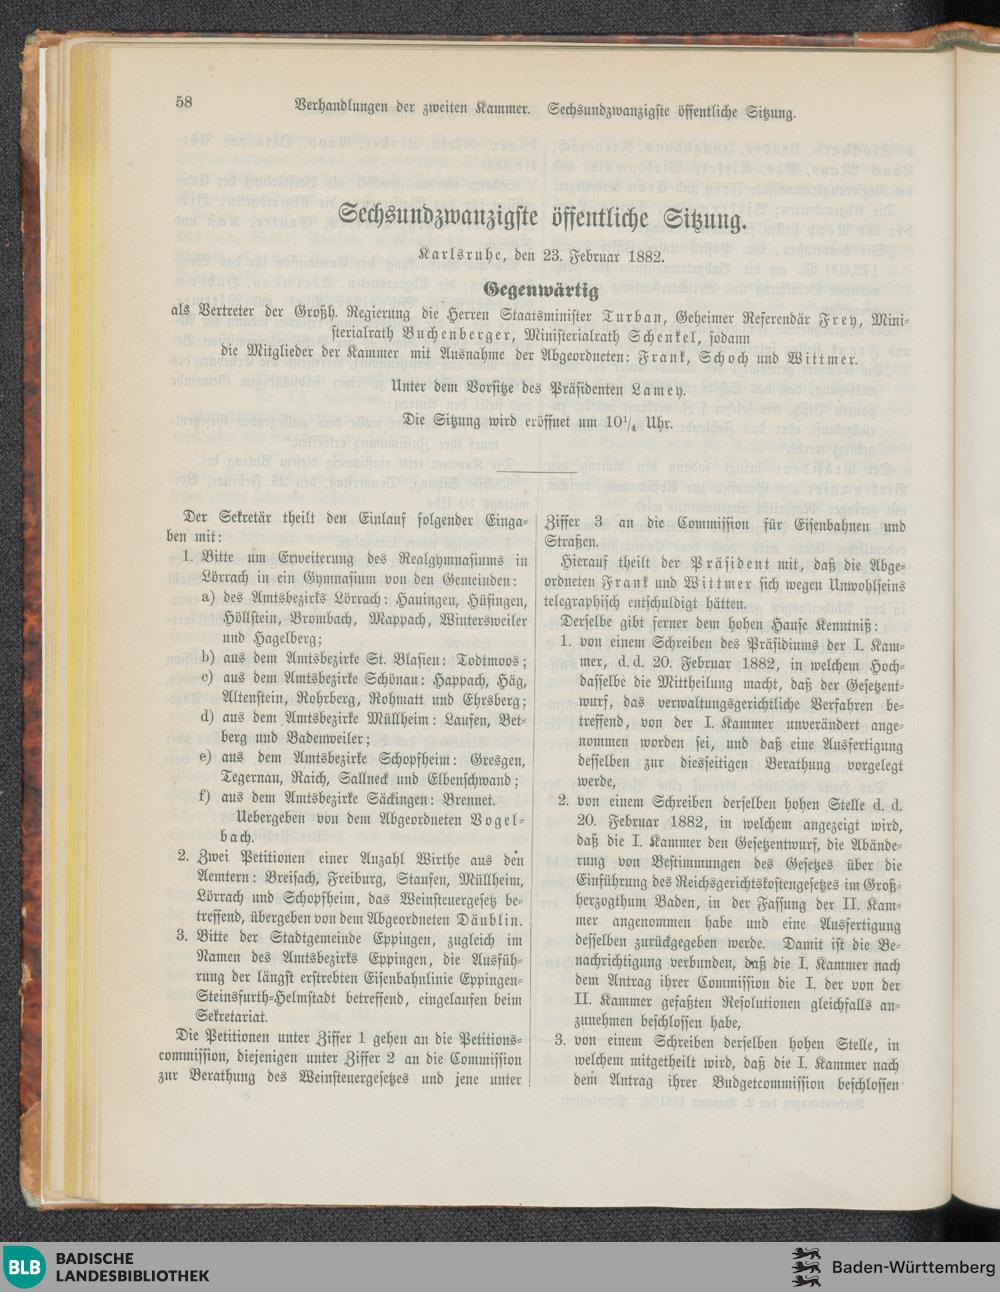 58
Verhandlungen der zweiten Kammer. Sechsundzwanzigste öffentliche Sitzung.
Sechsundzwanzigste öffentliche Sitzung.
Karlsruhe, den 23. Februar 1882.
Gegenwärtig
als Vertreter der Großh. Regierung die Herren Staatsminister Turban, Geheimer Referendär Frey, Mini-
sterialrath Buchenberger, Ministerialrath Schenkel, sodann
die Mitglieder der Kammer mit Ausnahme der Abgeordneten: Frank, Schoch und Wittmer.
Unter dem Vorsitze des Präsidenten Lamey.
Die Sitzung wird eröffnet um 10¼ Uhr.
Der Sekretär theilt den Einlauf folgender Einga-
ben mit:
1. Bitte um Erweiterung des Realgymnasiums in
Lörrach in ein Gymnasium von den Gemeinden:
a) des Amtsbezirks Lörrach: Hauingen, Hüsingen,
Höllstein, Brombach, Mappach, Wintersweiler
und Hagelberg;
b) aus dem Amtsbezirke St. Blasien: Todtmoos;
c) aus dem Amtsbezirke Schönau: Happach, Häg,
Altenstein, Rohrberg, Rohmatt und Ehrsberg;
d) aus dem Amtsbezirke Müllheim: Laufen, Bet-
berg und Badenweiler;
e) aus dem Amtsbezirke Schopfheim: Gresgen,
Tegernau, Raich, Sallneck und Elbenschwand;
f) aus dem Amtsbezirke Säckingen: Brennet.
Uebergeben von dem Abgeordneten Vogel-
bach.
2. Zwei Petitionen einer Anzahl Wirthe aus den
Aemtern: Breisach, Freiburg, Staufen, Müllheim,
Lörrach und Schopfheim, das Weinsteuergesetz be-
treffend, übergeben von dem Abgeordneten Däublin.
3. Bitte der Stadtgemeinde Eppingen, zugleich im
Namen des Amtsbezirks Eppingen, die Ausfüh-
rung der längst erstrebten Eisenbahnlinie Eppingen-
Steinsfurth-Helmstadt betreffend, eingelaufen beim
Sekretariat.
Die Petitionen unter Ziffer 1 gehen an die Petitions-
commission, diejenigen unter Ziffer 2 an die Commission
zur Berathung des Weinsteuergesetzes und jene unter
Ziffer 3 an die Commission für Eisenbahnen und
Straßen.
Hierauf theilt der Präsident mit, daß die Abge-
ordneten Frank und Wittmer sich wegen Unwohlseins
telegraphisch entschuldigt hätten.
Derselbe gibt ferner dem hohen Hause Kenntniß:
1. von einem Schreiben des Präsidiums der I. Kam-
mer, d. d. 20. Februar 1882, in welchem Hoch-
dasselbe die Mittheilung macht, daß der Gesetzent-
wurf, das verwaltungsgerichtliche Verfahren be-
treffend, von der I. Kammer unverändert ange-
nommen worden sei, und daß eine Ausfertigung
desselben zur diesseitigen Berathung vorgelegt
werde,
2. von einem Schreiben derselben hohen Stelle d. d.
20. Februar 1882, in welchem angezeigt wird,
daß die I. Kammer den Gesetzentwurf, die Abände-
rung von Bestimmungen des Gesetzes über die
Einführung des Reichsgerichtskostengesetzes im Groß-
herzogthum Baden, in der Fassung der II. Kam-
mer angenommen habe und eine Ausfertigung
desselben zurückgegeben werde. Damit ist die Be-
nachrichtigung verbunden, daß die I. Kammer nach
dem Antrag ihrer Commission die I. der von der
II. Kammer gefaßten Resolutionen gleichfalls an-
zunehmen beschlossen habe,
3. von einem Schreiben derselben hohen Stelle, in
welchem mitgetheilt wird, daß die I. Kammer nach
dem Antrag ihrer Budgetcommission beschlossen
BLB
BADISCHE
LANDESBIBLIOTHEK
Baden-Württemberg